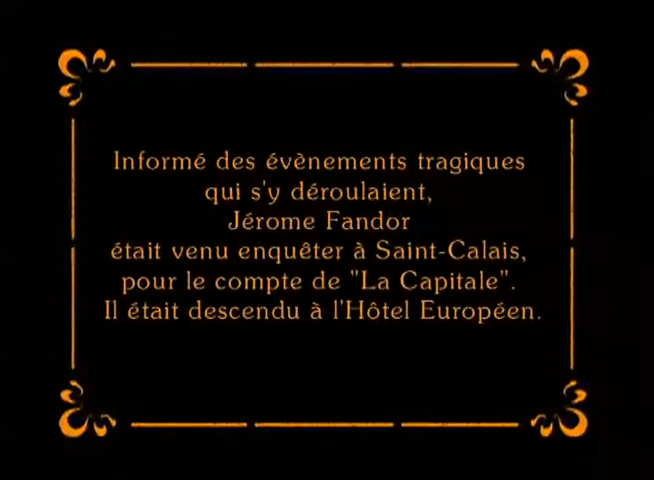 Informé des évènements tragiques
qui s'y déroulaient,
Jérome Fandor
était venu enquêter à Saint-Calais,
pour le compte de "La Capitale".
Il était descendu à l'Hôtel Européen.